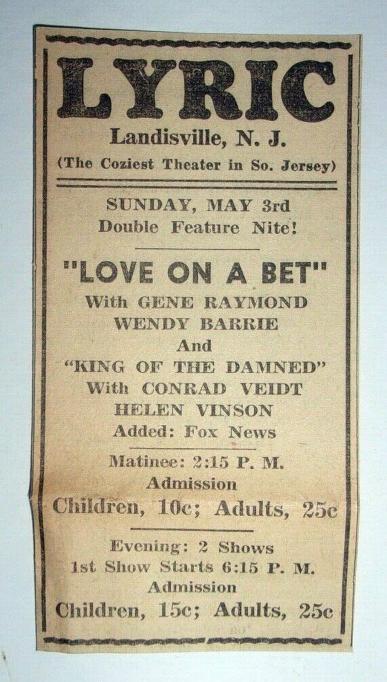 LYRIC
Landisville, N. J.
(The Coziest Theater in So. Jersey)
SUNDAY, MAY 3rd
Double Feature Nite!
"LOVE ON A BET"
With GENE RAYMOND
WENDY BARRIE
And
"KING OF THE DAMNED"
With CONRAD VEIDT
HELEN VINSON
Added: Fox News
Matinee: 2:15 P. M.
Admission
Children, 10c; Adults, 25c
Evening: 2 Shows
1st Show Starts 6:15 P. M.
Admission
Children, 15c; Adults, 25c